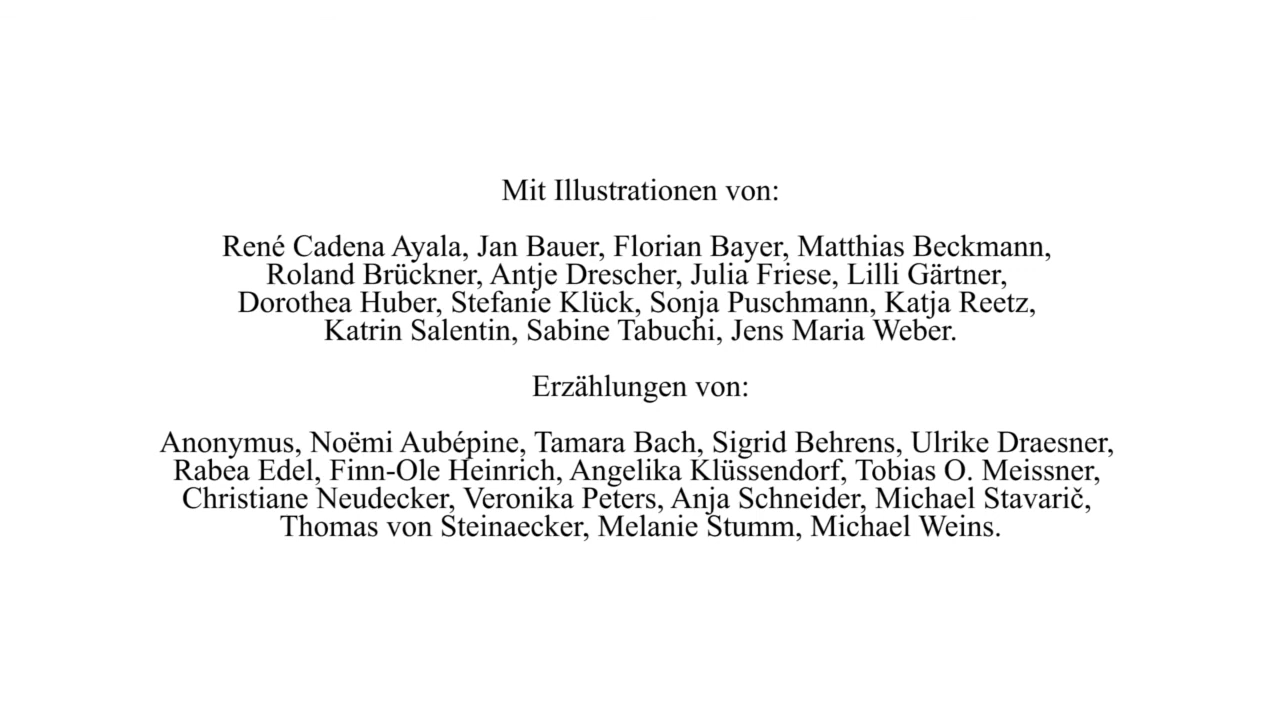 Mit Illustrationen von:
René Cadena Ayala, Jan Bauer, Florian Bayer, Matthias Beckmann,
Roland Brückner, Antje Drescher, Julia Friese, Lilli Gärtner,
Dorothea Huber, Stefanie Klück, Sonja Puschmann, Katja Reetz,
Katrin Salentin, Sabine Tabuchi, Jens Maria Weber.
Erzählungen von:
Anonymus, Noëmi Aubépine, Tamara Bach, Sigrid Behrens, Ulrike Draesner,
Rabea Edel, Finn-Ole Heinrich, Angelika Klüssendorf, Tobias O. Meissner,
Christiane Neudecker, Veronika Peters, Anja Schneider, Michael Stavarič,
Thomas von Steinaecker, Melanie Stumm, Michael Weins.